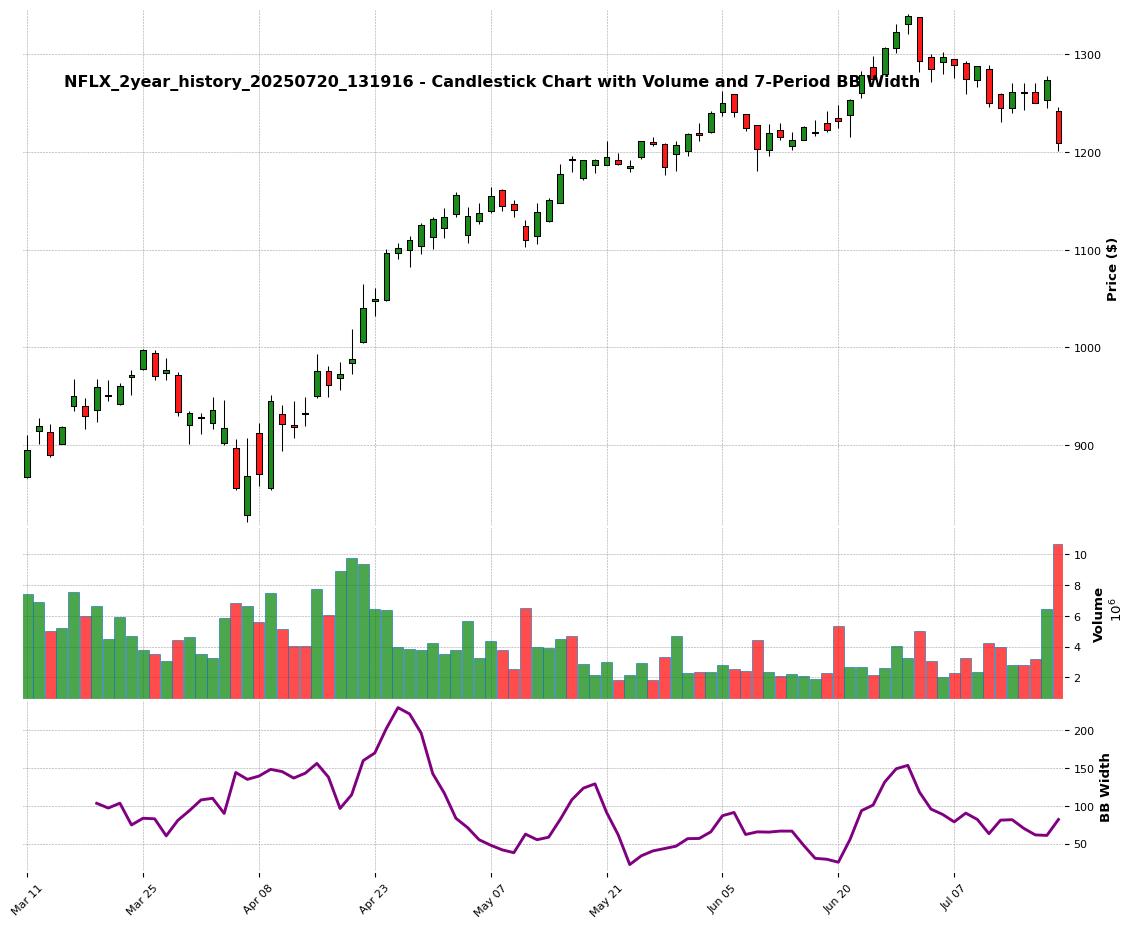 NFLX_2year_history_20250720_131916 - Candlestick Chart with Volume and 7-Period BB Width
1300
1200
1100
1000
900
Price ($)
10
8
6
4
2
Volume
10^6
200
150
100
50
BB Width
Mar 11
Mar 25
Apr 08
Apr 23
May 07
May 21
Jun 05
Jun 20
Jul 07